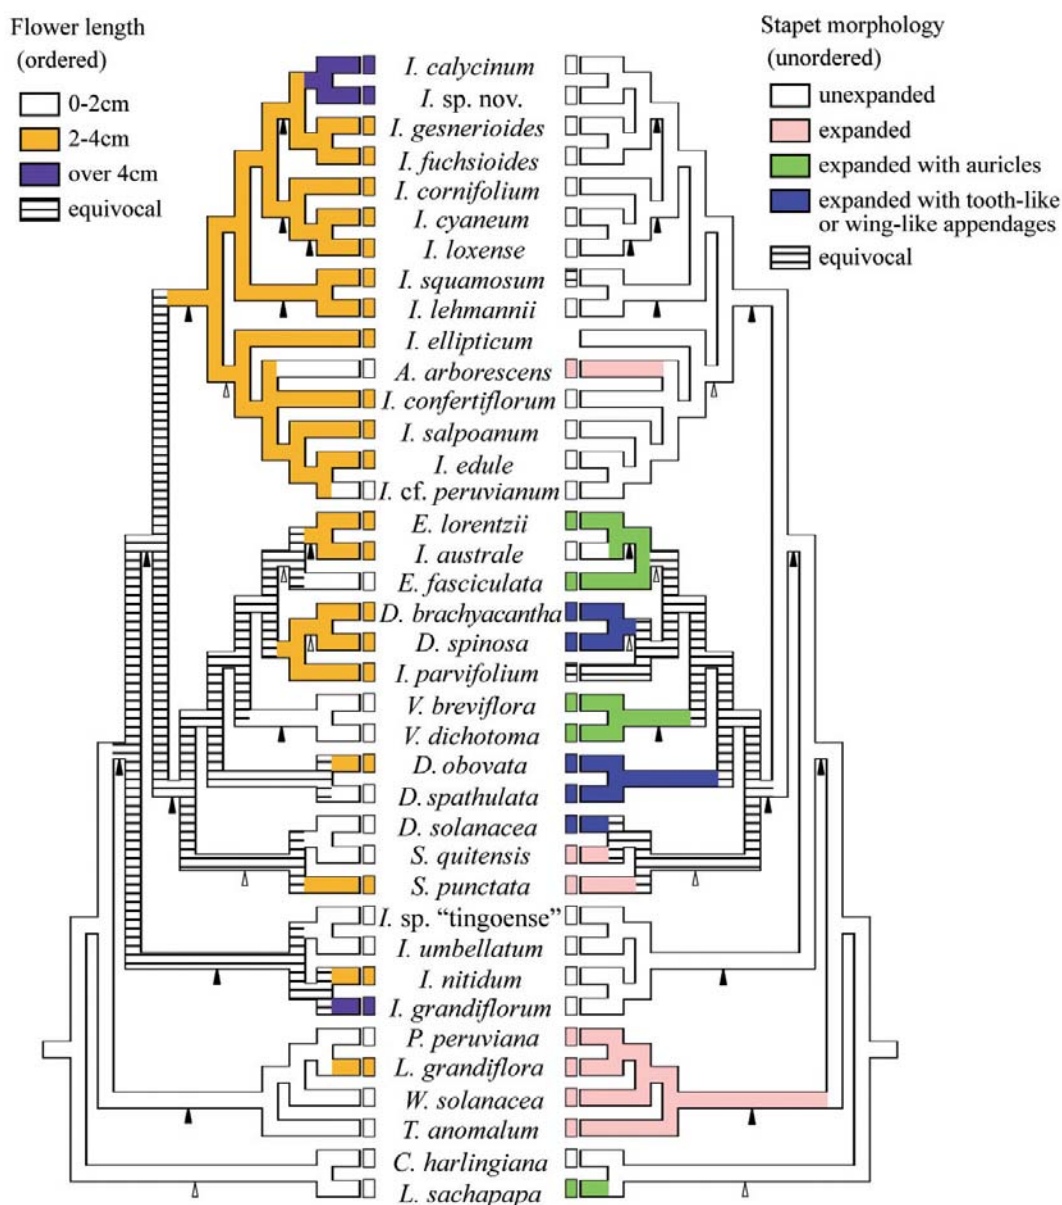 Flower length
(ordered)
0-2cm
2-4cm
over 4cm
equivocal
Stapet morphology
(unordered)
unexpanded
expanded
expanded with auricles
expanded with tooth-like
or wing-like appendages
equivocal
I. calycinum
I. sp. nov.
I. gesnerioides
I. fuchsioides
I. cornifolium
I. cyaneum
I. loxense
I. squamosum
I. lehmannii
I. ellipticum
A. arborescens
I. confertiflorum
I. salpoanum
I. edule
I. cf. peruvianum
E. lorentzii
I. australe
E. fasciculata
D. brachyacantha
D. spinosa
I. parvifolium
V. breviflora
V. dichotoma
D. obovata
D. spathulata
D. solanacea
S. quitensis
S. punctata
I. sp. “tingoense”
I. umbellatum
I. nitidum
I. grandiflorum
P. peruviana
L. grandiflora
W. solanacea
T. anomalum
C. harlingiana
L. sachapapa